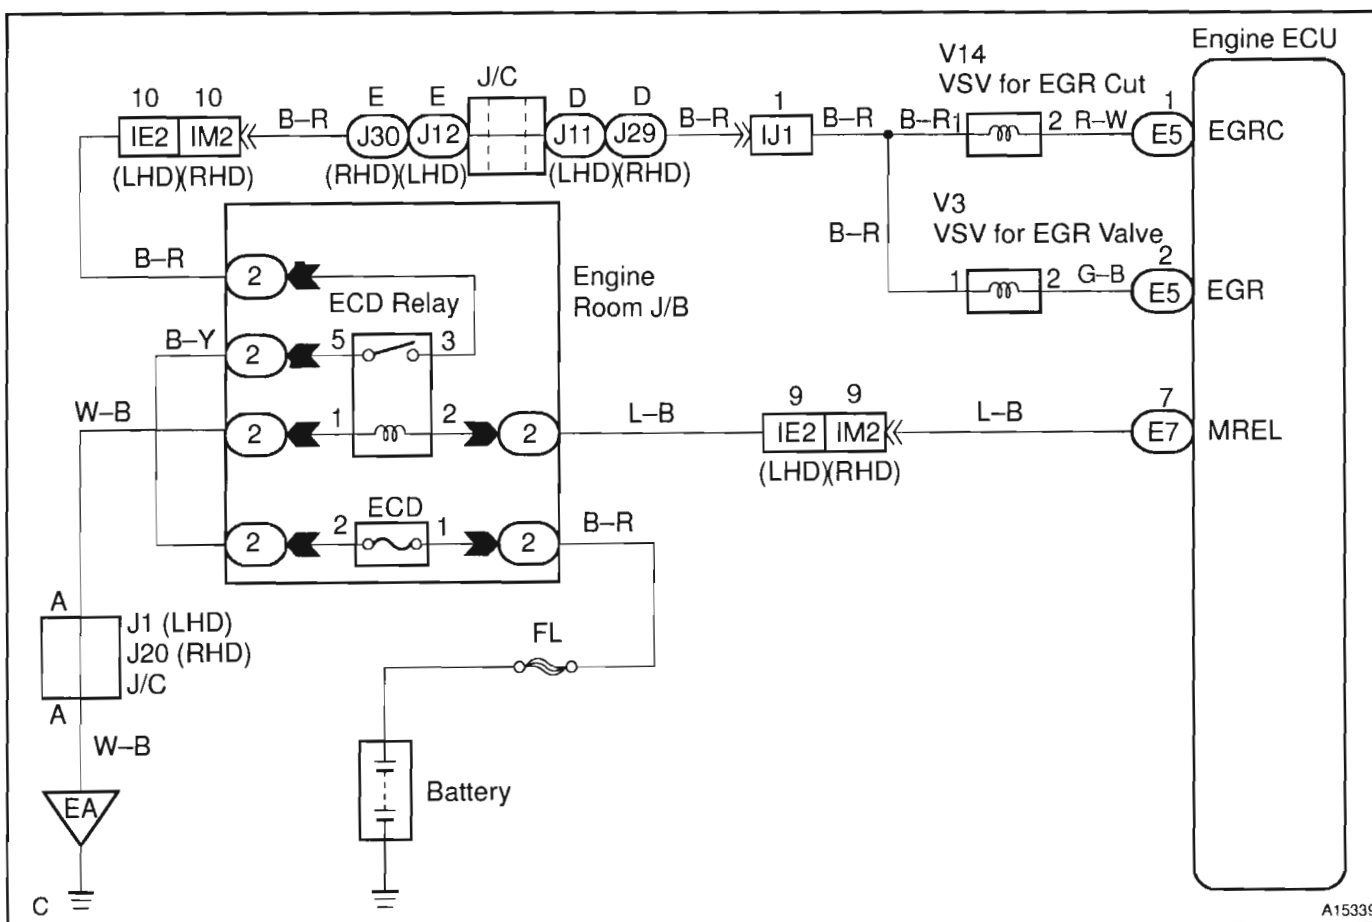 Engine ECU
V14
VSV for EGR Cut
10 10 E E J/C D D 1 1
IE2 IM2 B–R J30 J12 J11 J29 B–R IJ1 B–R B–R 1 2 R–W E5 EGRC
(LHD)(RHD) (RHD)(LHD) (LHD)(RHD)
V3
VSV for EGR Valve
B–R 2
1 2 G–B E5 EGR
B–R 2 Engine
Room J/B
ECD Relay
B–Y 2 5 3
W–B 2 1 2 2 L–B 9 9 L–B 7
IE2 IM2 E7 MREL
(LHD)(RHD)
ECD
2 2 1 2 B–R
A
J1 (LHD)
J20 (RHD)
J/C
A
FL
W–B
Battery
EA
C
A15339